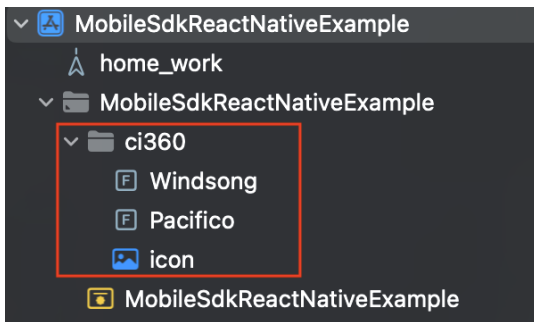 MobileSdkReactNativeExample
home_work
MobileSdkReactNativeExample
ci360
F Windsong
F Pacifico
icon
MobileSdkReactNativeExample